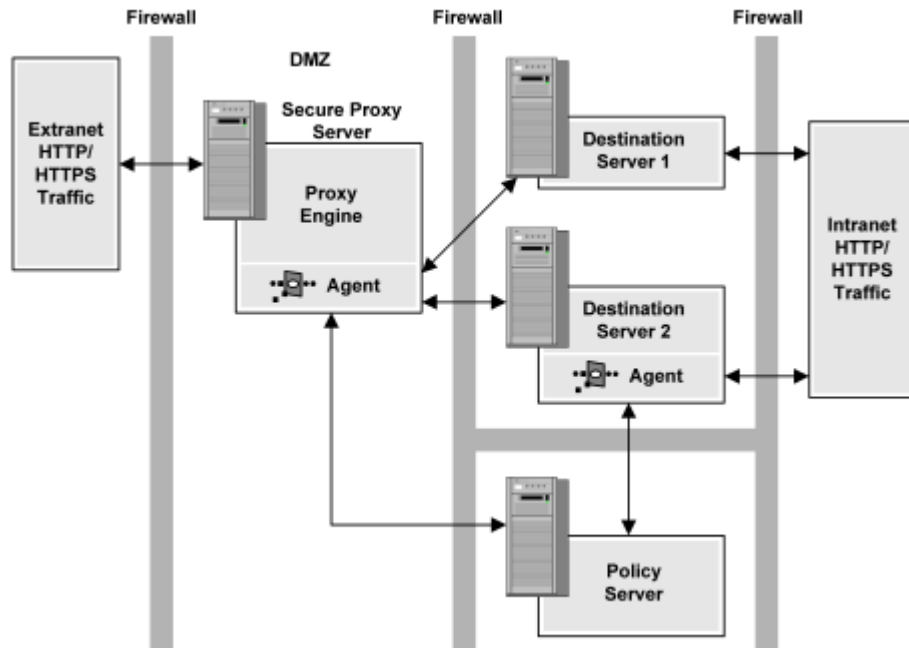 Firewall
Firewall
Firewall
DMZ
Secure Proxy
Server
Extranet
HTTP/
HTTPS
Traffic
Proxy
Engine
Agent
Destination
Server 1
Destination
Server 2
Agent
Intranet
HTTP/
HTTPS
Traffic
Policy
Server